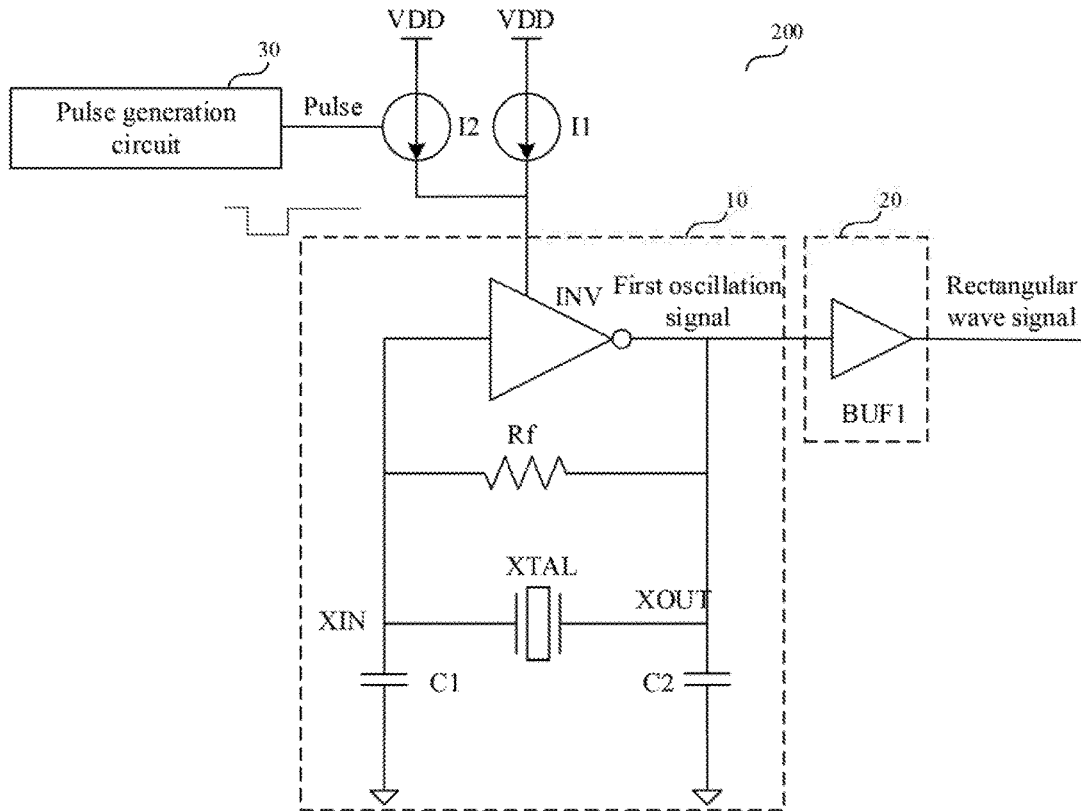 VDD
VDD
200
30
Pulse generation
circuit
Pulse
I2
I1
10
20
INV
First oscillation
signal
Rectangular
wave signal
BUF1
Rf
XTAL
XIN
XOUT
C1
C2